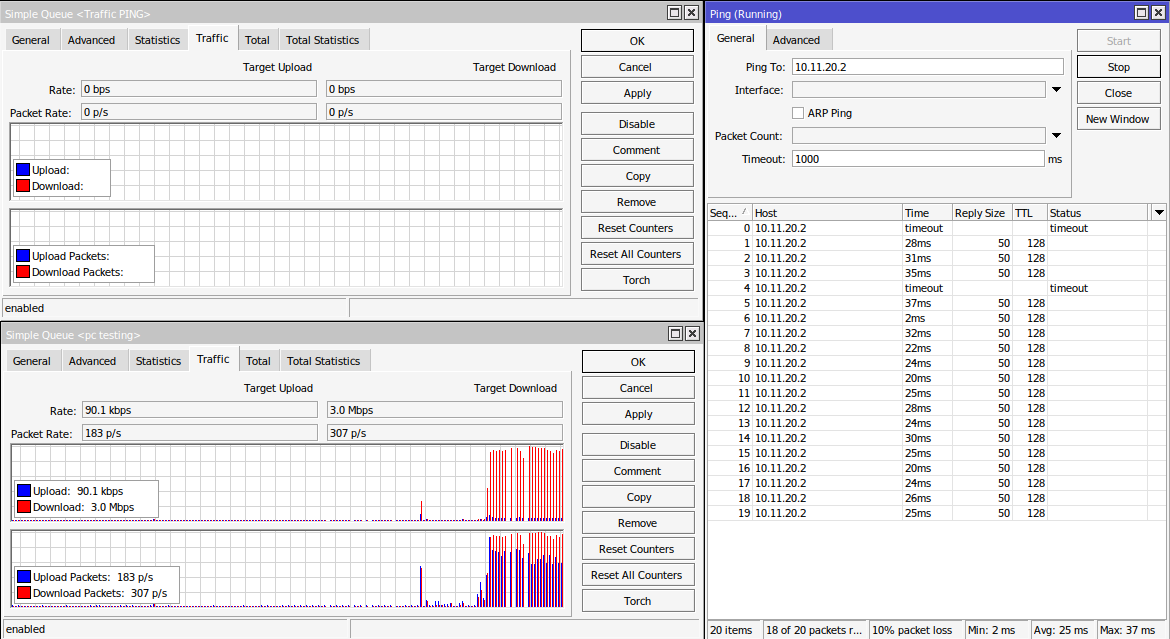 Simple Queue <Traffic PING>
General Advanced Statistics Traffic Total Total Statistics
Target Upload Target Download
Rate: 0 bps 0 bps
Packet Rate: 0 p/s 0 p/s
Upload:
Download:
Upload Packets:
Download Packets:
OK
Cancel
Apply
Disable
Comment
Copy
Remove
Reset Counters
Reset All Counters
Torch
enabled
Simple Queue <pc testing>
General Advanced Statistics Traffic Total Total Statistics
Target Upload Target Download
Rate: 90.1 kbps 3.0 Mbps
Packet Rate: 183 p/s 307 p/s
Upload: 90.1 kbps
Download: 3.0 Mbps
Upload Packets: 183 p/s
Download Packets: 307 p/s
OK
Cancel
Apply
Disable
Comment
Copy
Remove
Reset Counters
Reset All Counters
Torch
enabled
Ping (Running)
General Advanced
Ping To: 10.11.20.2
Interface:
ARP Ping
Packet Count:
Timeout: 1000 ms
Start
Stop
Close
New Window
Seq... Host Time Reply Size TTL Status
0 10.11.20.2 timeout timeout
1 10.11.20.2 28ms 50 128
2 10.11.20.2 31ms 50 128
3 10.11.20.2 35ms 50 128
4 10.11.20.2 timeout timeout
5 10.11.20.2 37ms 50 128
6 10.11.20.2 2ms 50 128
7 10.11.20.2 32ms 50 128
8 10.11.20.2 22ms 50 128
9 10.11.20.2 24ms 50 128
10 10.11.20.2 20ms 50 128
11 10.11.20.2 25ms 50 128
12 10.11.20.2 28ms 50 128
13 10.11.20.2 24ms 50 128
14 10.11.20.2 30ms 50 128
15 10.11.20.2 25ms 50 128
16 10.11.20.2 20ms 50 128
17 10.11.20.2 24ms 50 128
18 10.11.20.2 26ms 50 128
19 10.11.20.2 25ms 50 128
20 items 18 of 20 packets r... 10% packet loss Min: 2 ms Avg: 25 ms Max: 37 ms